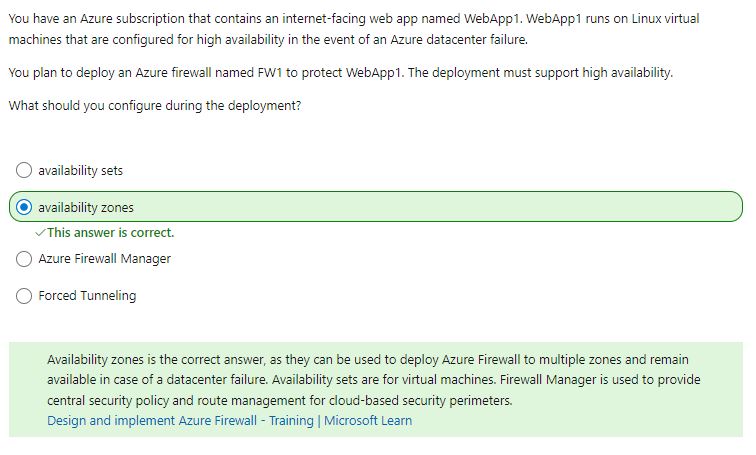 You have an Azure subscription that contains an internet-facing web app named WebApp1. WebApp1 runs on Linux virtual
machines that are configured for high availability in the event of an Azure datacenter failure.
You plan to deploy an Azure firewall named FW1 to protect WebApp1. The deployment must support high availability.
What should you configure during the deployment?
availability sets
availability zones
This answer is correct.
Azure Firewall Manager
Forced Tunneling
Availability zones is the correct answer, as they can be used to deploy Azure Firewall to multiple zones and remain
available in case of a datacenter failure. Availability sets are for virtual machines. Firewall Manager is used to provide
central security policy and route management for cloud-based security perimeters.
Design and implement Azure Firewall - Training | Microsoft Learn